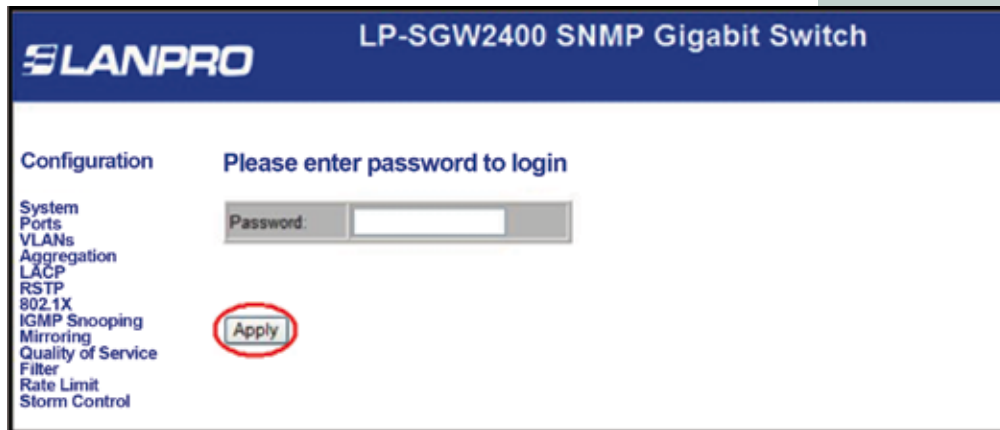 LANPRO
LP-SGW2400 SNMP Gigabit Switch
Configuration
System
Ports
VLANs
Aggregation
LACP
RSTP
802.1X
IGMP Snooping
Mirroring
Quality of Service
Filter
Rate Limit
Storm Control
Please enter password to login
Password:
Apply